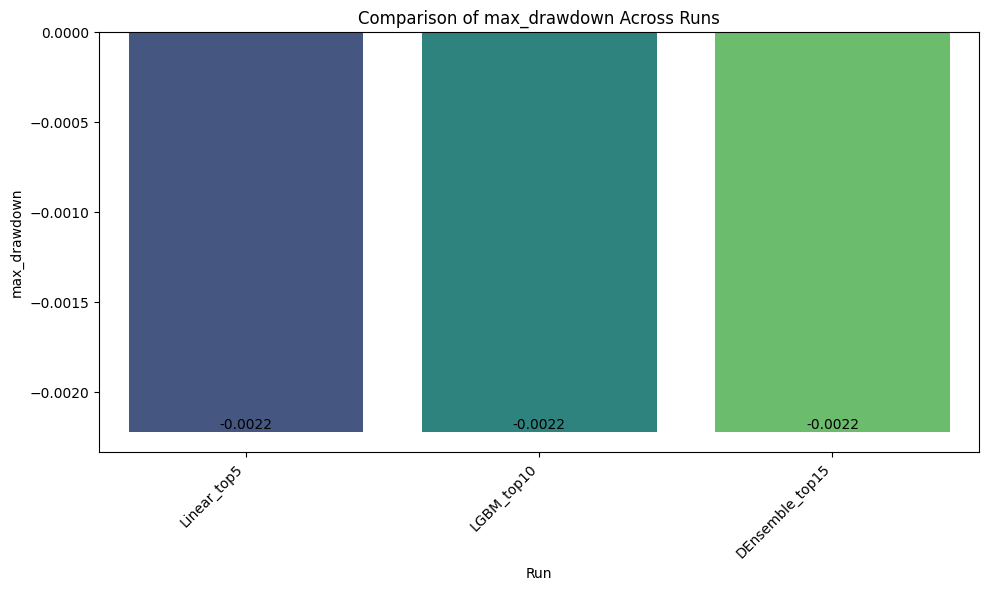 Comparison of max_drawdown Across Runs
max_drawdown
0.0000
−0.0005
−0.0010
−0.0015
−0.0020
-0.0022 -0.0022 -0.0022
Linear_top5 LGBM_top10 DEnsemble_top15
Run